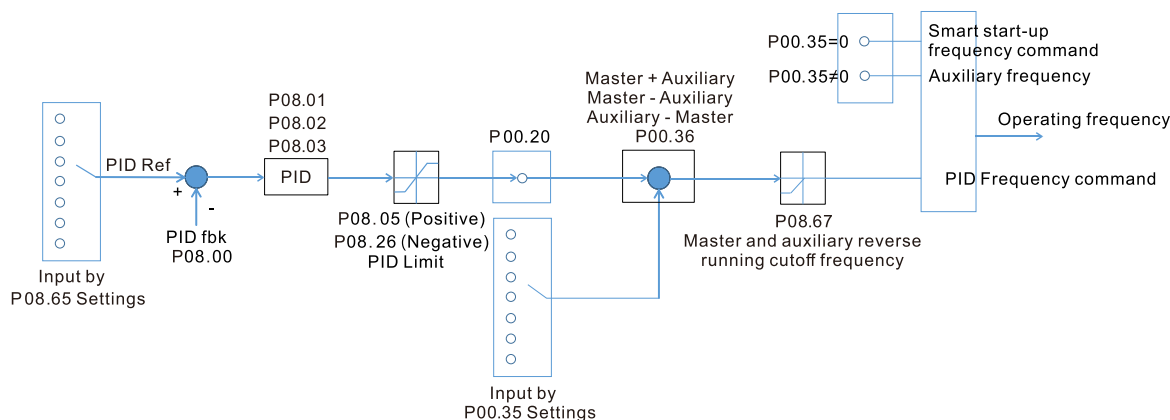 P00.35=0
Smart start-up
frequency command
P00.35≠0
Auxiliary frequency
Operating frequency
PID Frequency command
Master + Auxiliary
Master - Auxiliary
Auxiliary - Master
P00.36
P00.20
P08.01
P08.02
P08.03
PID
PID Ref
+
-
PID fbk
P08.00
Input by
P08.65 Settings
P08.05 (Positive)
P08.26 (Negative)
PID Limit
P08.67
Master and auxiliary reverse
running cutoff frequency
Input by
P00.35 Settings